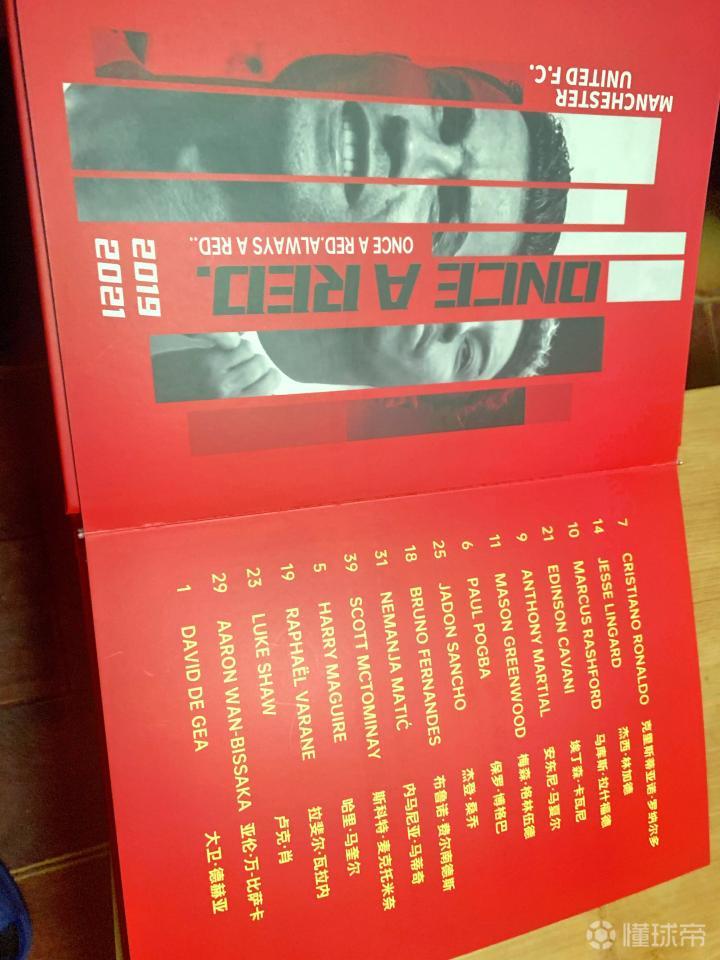 MANCHESTER
UNITED F.C.
ONCE A RED.
ONCE A RED.ALWAYS A RED..
2019
2021
7 CRISTIANO RONALDO 克里斯蒂亚诺·罗纳尔多
14 JESSE LINGARD 杰西·林加德
10 MARCUS RASHFORD 马库斯·拉什福德
21 EDINSON CAVANI 埃丁森·卡瓦尼
9 ANTHONY MARTIAL 安东尼·马夏尔
11 MASON GREENWOOD 梅森·格林伍德
6 PAUL POGBA 保罗·博格巴
25 JADON SANCHO 杰登·桑乔
18 BRUNO FERNANDES 布鲁诺·费尔南德斯
31 NEMANJA MATIĆ 内马尼亚·马蒂奇
39 SCOTT MCTOMINAY 斯科特·麦克托米奈
5 HARRY MAGUIRE 哈里·马奎尔
19 RAPHAËL VARANE 拉斐尔·瓦拉内
23 LUKE SHAW 卢克·肖
29 AARON WAN-BISSAKA 亚伦·万-比萨卡
1 DAVID DE GEA 大卫·德赫亚
懂球帝